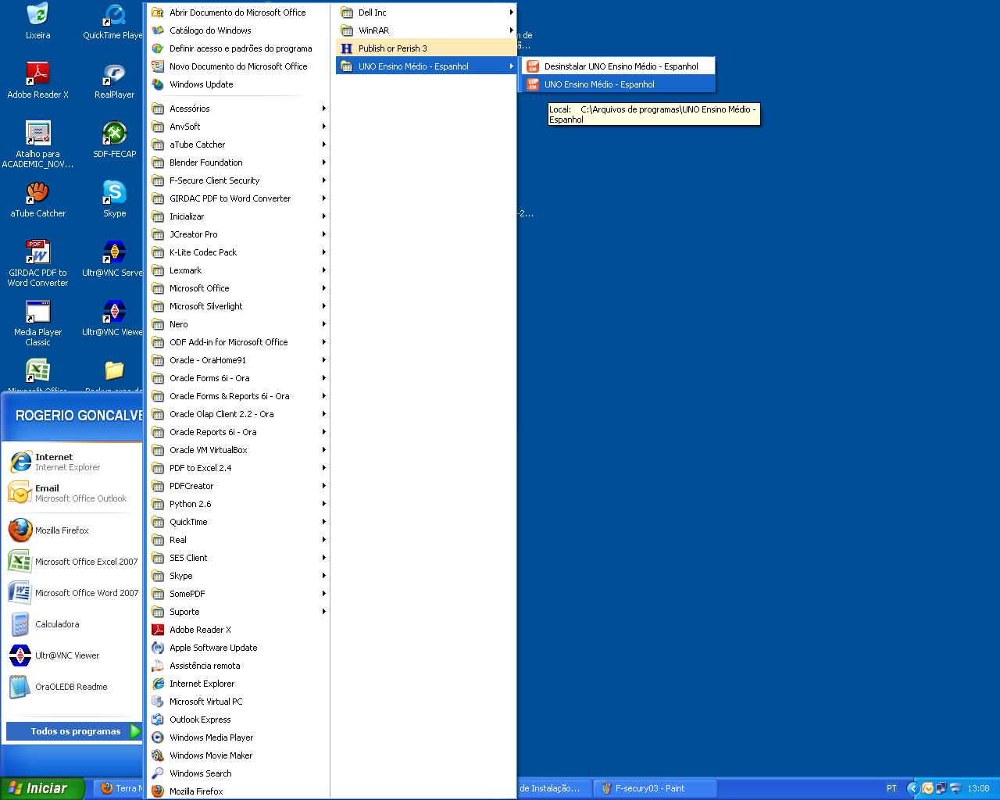 Lixeira
QuickTime Playe
Adobe Reader X
RealPlayer
Atalho para
ACADEMIC_NOV...
SDF-FECAP
aTube Catcher
Skype
PDF
GIRDAC PDF to
Word Converter
Ultr@VNC Serve
Media Player
Classic
Ultr@VNC Viewe
Microsoft Office
ROGERIO GONCALVE
Internet
Internet Explorer
Email
Microsoft Office Outlook
Mozilla Firefox
Microsoft Office Excel 2007
Microsoft Office Word 2007
Calculadora
Ultr@VNC Viewer
OraOLEDB Readme
Todos os programas
Abrir Documento do Microsoft Office
Catálogo do Windows
Definir acesso e padrões do programa
Novo Documento do Microsoft Office
Windows Update
Acessórios
AnvSoft
aTube Catcher
Blender Foundation
F-Secure Client Security
GIRDAC PDF to Word Converter
Inicializar
JCreator Pro
K-Lite Codec Pack
Lexmark
Microsoft Office
Microsoft Silverlight
Nero
ODF Add-in for Microsoft Office
Oracle - OraHome91
Oracle Forms 6i - Ora
Oracle Forms & Reports 6i - Ora
Oracle Olap Client 2.2 - Ora
Oracle Reports 6i - Ora
Oracle VM VirtualBox
PDF to Excel 2.4
PDFCreator
Python 2.6
QuickTime
Real
SES Client
Skype
SomePDF
Suporte
Adobe Reader X
Apple Software Update
Assistência remota
Internet Explorer
Microsoft Virtual PC
Outlook Express
Windows Media Player
Windows Movie Maker
Windows Search
Mozilla Firefox
Dell Inc
WinRAR
Publish or Perish 3
UNO Ensino Médio - Espanhol
Desinstalar UNO Ensino Médio - Espanhol
UNO Ensino Médio - Espanhol
Local: C:\Arquivos de programas\UNO Ensino Médio -
Espanhol
m de
ã...
-2...
Iniciar
Terra
de Instalação...
F-secury03 - Paint
PT
13:08